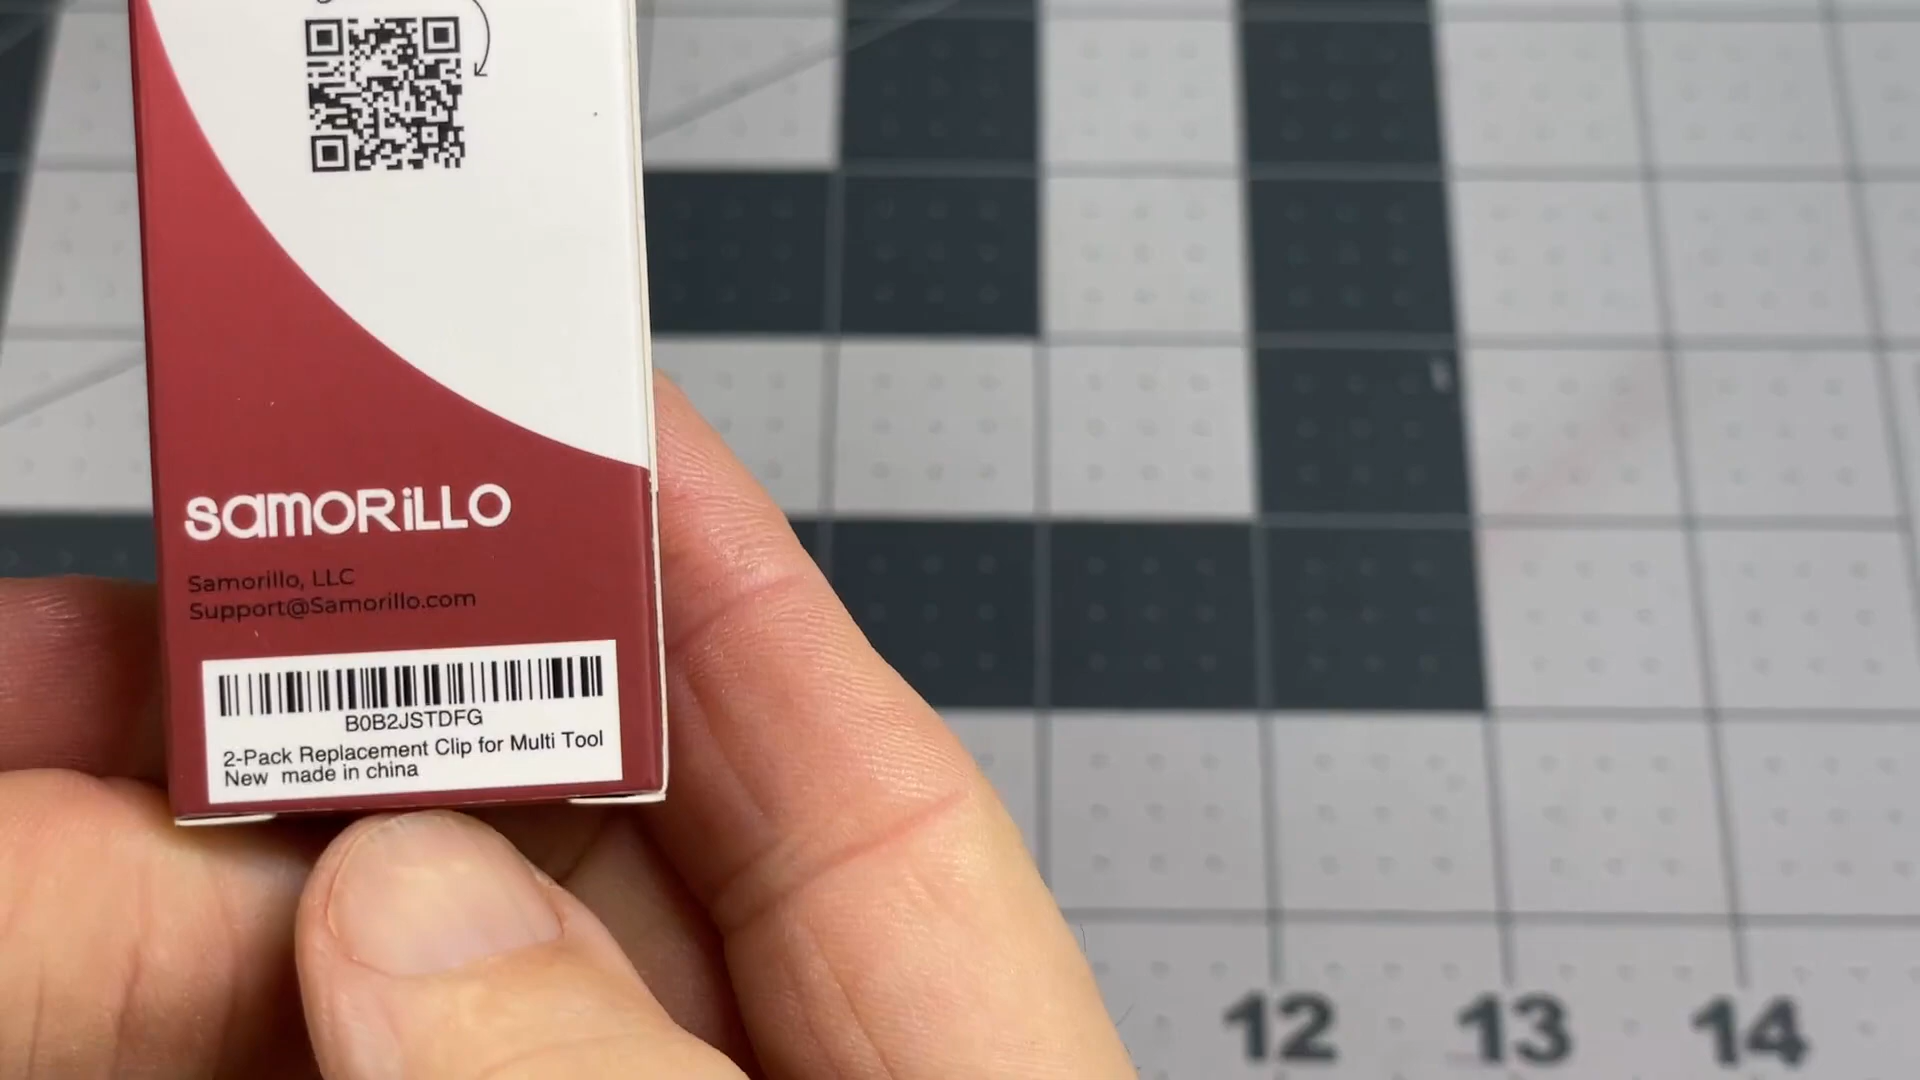 SAMORiLLO
Samorillo, LLC
Support@Samorillo.com
B0B2JSTDFG
2-Pack Replacement Clip for Multi Tool
New made in china
12 13 14